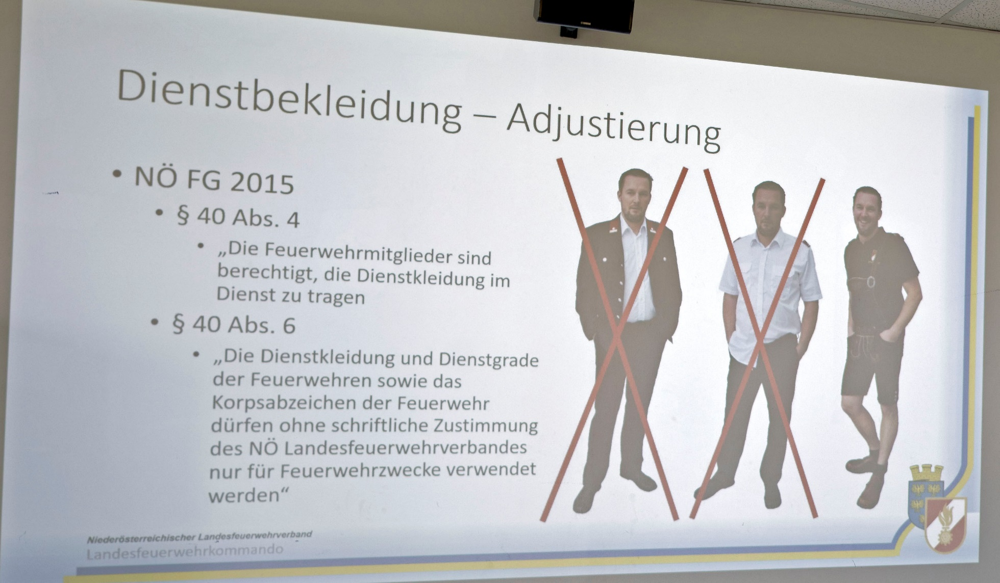 Dienstbekleidung – Adjustierung
• NÖ FG 2015
• § 40 Abs. 4
• „Die Feuerwehrmitglieder sind
berechtigt, die Dienstkleidung im
Dienst zu tragen
• § 40 Abs. 6
• „Die Dienstkleidung und Dienstgrade
der Feuerwehren sowie das
Korpsabzeichen der Feuerwehr
dürfen ohne schriftliche Zustimmung
des NÖ Landesfeuerwehrverbandes
nur für Feuerwehrzwecke verwendet
werden“
Niederösterreichischer Landesfeuerwehrverband
Landesfeuerwehrkommando